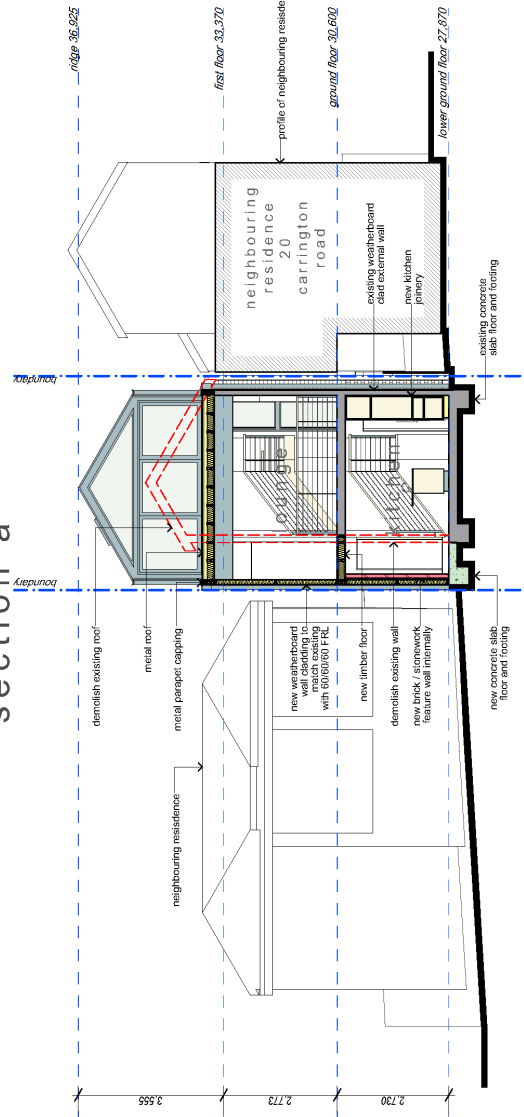 section a
ridge 36,925
first floor 33,370
ground floor 30,600
lower ground floor 27,870
profile of neighbouring resisde
neighbouring
residence
20
carrington
road
existing weatherboard
clad external wall
new kitchen
joinery
existing concrete
slab floor and footing
boundary
boundary
lounge
kitchen
demolish existing roof
metal roof
metal parapet capping
neighbouring resisdence
new weatherboard
wall cladding to
match existing
with 60/60/60 FRL
new timber floor
demolish existing wall
new brick / stonework
feature wall internally
new concrete slab
floor and footing
3,555
2,773
2,730